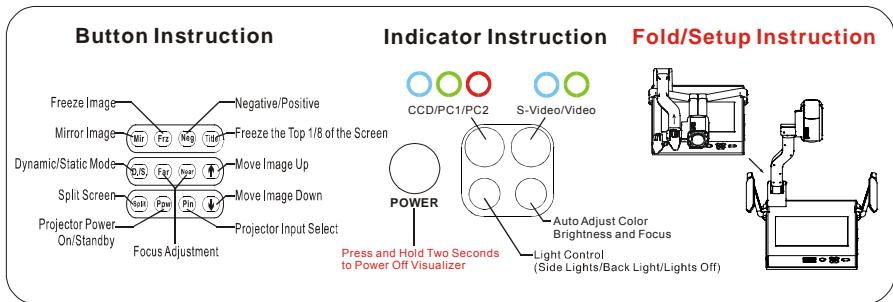 Button Instruction
Indicator Instruction
Fold/Setup Instruction
Freeze Image
Negative/Positive
Mirror Image
Mir
Frz
Neg
Title
Freeze the Top 1/8 of the Screen
Dynamic/Static Mode
D./S.
Far
Near
Move Image Up
Split Screen
Split
Ppw
Pin
Move Image Down
Projector Power
On/Standby
Projector Input Select
Focus Adjustment
CCD/PC1/PC2
S-Video/Video
POWER
Press and Hold Two Seconds
to Power Off Visualizer
Auto Adjust Color
Brightness and Focus
Light Control
(Side Lights/Back Light/Lights Off)